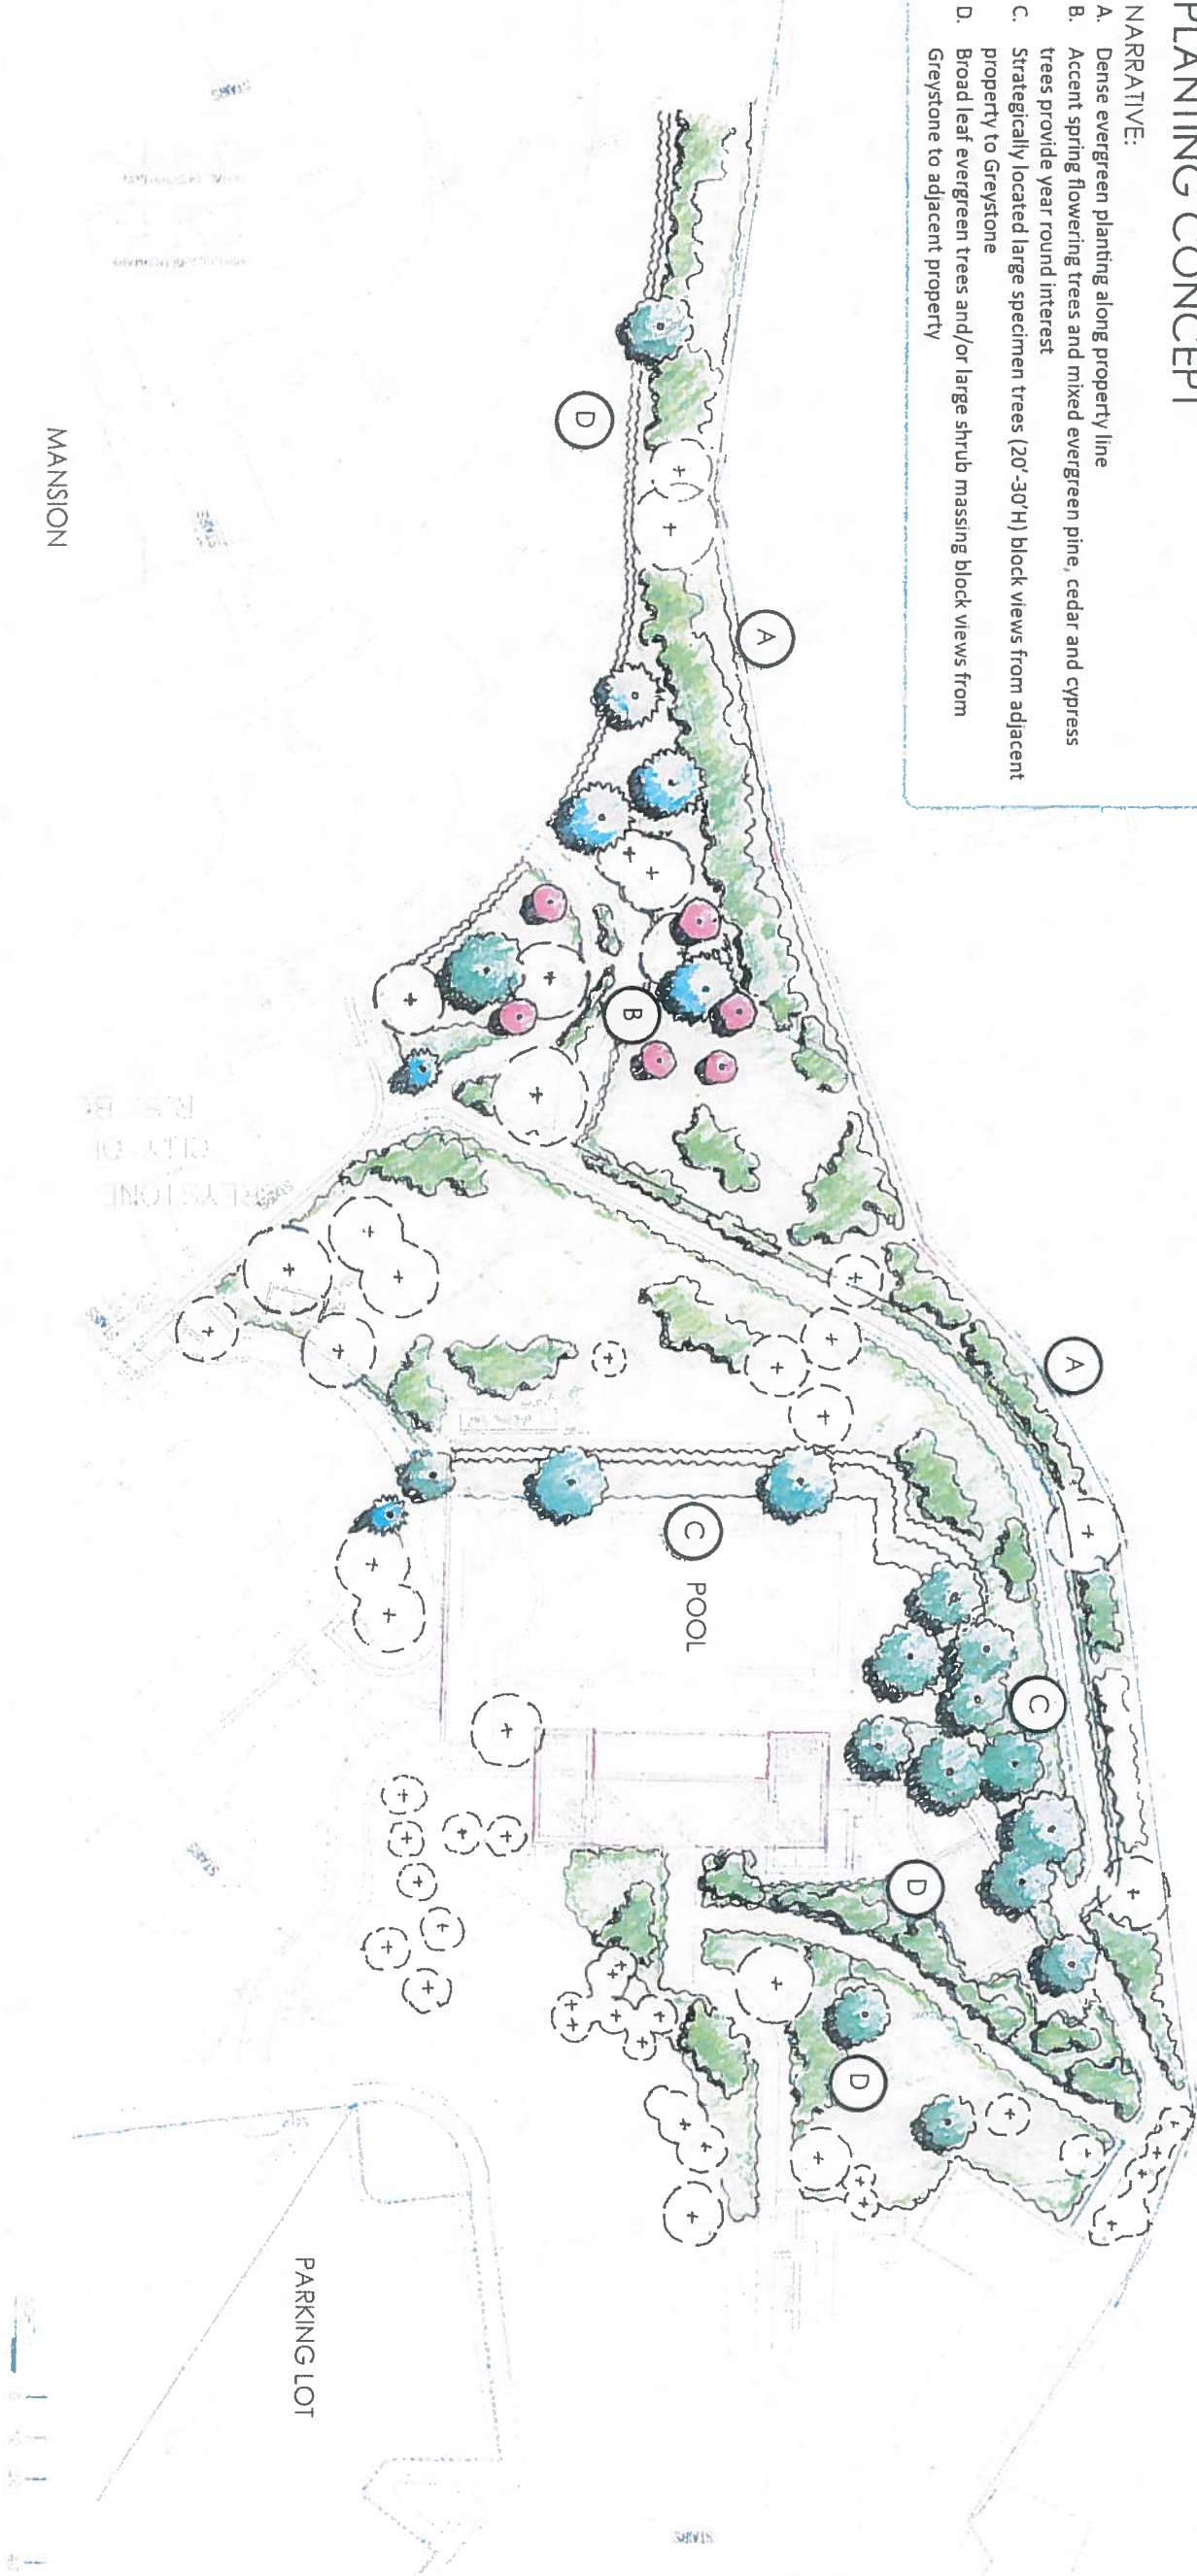 PLANTING CONCEPT
NARRATIVE:
A. Dense evergreen planting along property line
B. Accent spring flowering trees and mixed evergreen pine, cedar and cypress
trees provide year round interest
C. Strategically located large specimen trees (20'-30'H) block views from adjacent
property to Greystone
D. Broad leaf evergreen trees and/or large shrub massing block views from
Greystone to adjacent property
A
A
D
B
C
C
POOL
D
D
MANSION
PARKING LOT
STAIRS